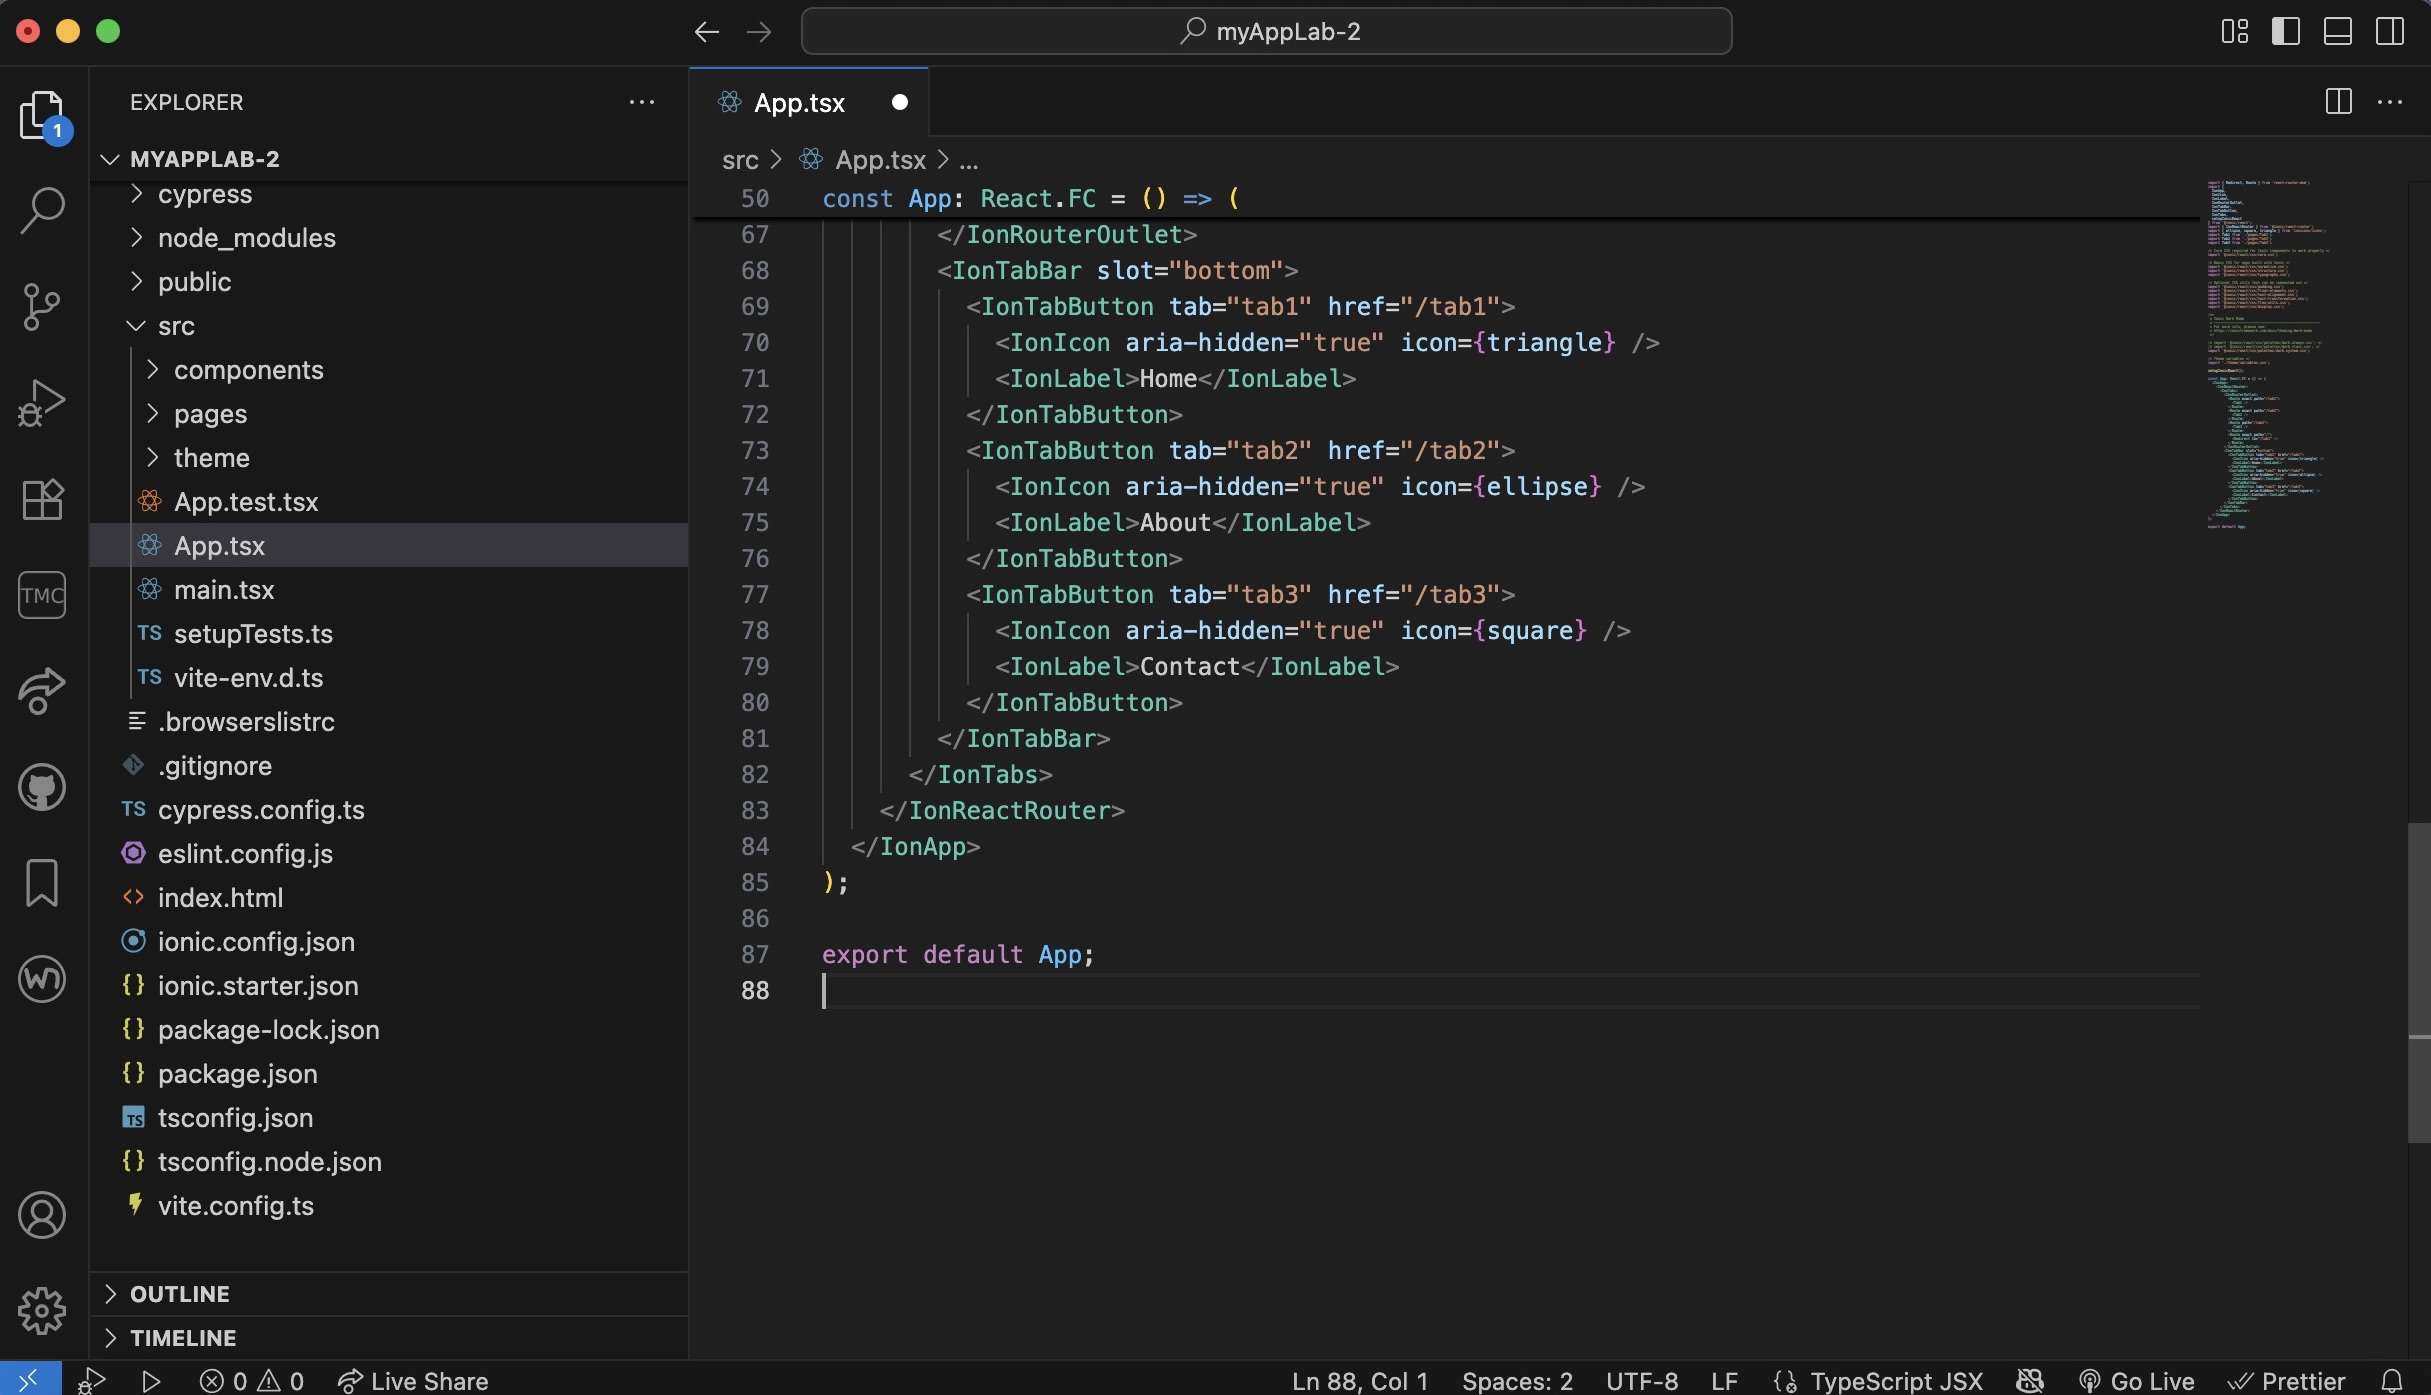 myAppLab-2
EXPLORER
App.tsx
1
MYAPPLAB-2
src > App.tsx > ...
cypress
node_modules
public
src
components
pages
theme
App.test.tsx
App.tsx
main.tsx
setupTests.ts
vite-env.d.ts
.browserslistrc
.gitignore
cypress.config.ts
eslint.config.js
index.html
ionic.config.json
ionic.starter.json
package-lock.json
package.json
tsconfig.json
tsconfig.node.json
vite.config.ts
OUTLINE
TIMELINE
TMC
TS
TS
TS
TS
50 const App: React.FC = () => (
67 </IonRouterOutlet>
68 <IonTabBar slot="bottom">
69 <IonTabButton tab="tab1" href="/tab1">
70 <IonIcon aria-hidden="true" icon={triangle} />
71 <IonLabel>Home</IonLabel>
72 </IonTabButton>
73 <IonTabButton tab="tab2" href="/tab2">
74 <IonIcon aria-hidden="true" icon={ellipse} />
75 <IonLabel>About</IonLabel>
76 </IonTabButton>
77 <IonTabButton tab="tab3" href="/tab3">
78 <IonIcon aria-hidden="true" icon={square} />
79 <IonLabel>Contact</IonLabel>
80 </IonTabButton>
81 </IonTabBar>
82 </IonTabs>
83 </IonReactRouter>
84 </IonApp>
85 );
86
87 export default App;
88
0 0 Live Share Ln 88, Col 1 Spaces: 2 UTF-8 LF TypeScript JSX Go Live Prettier